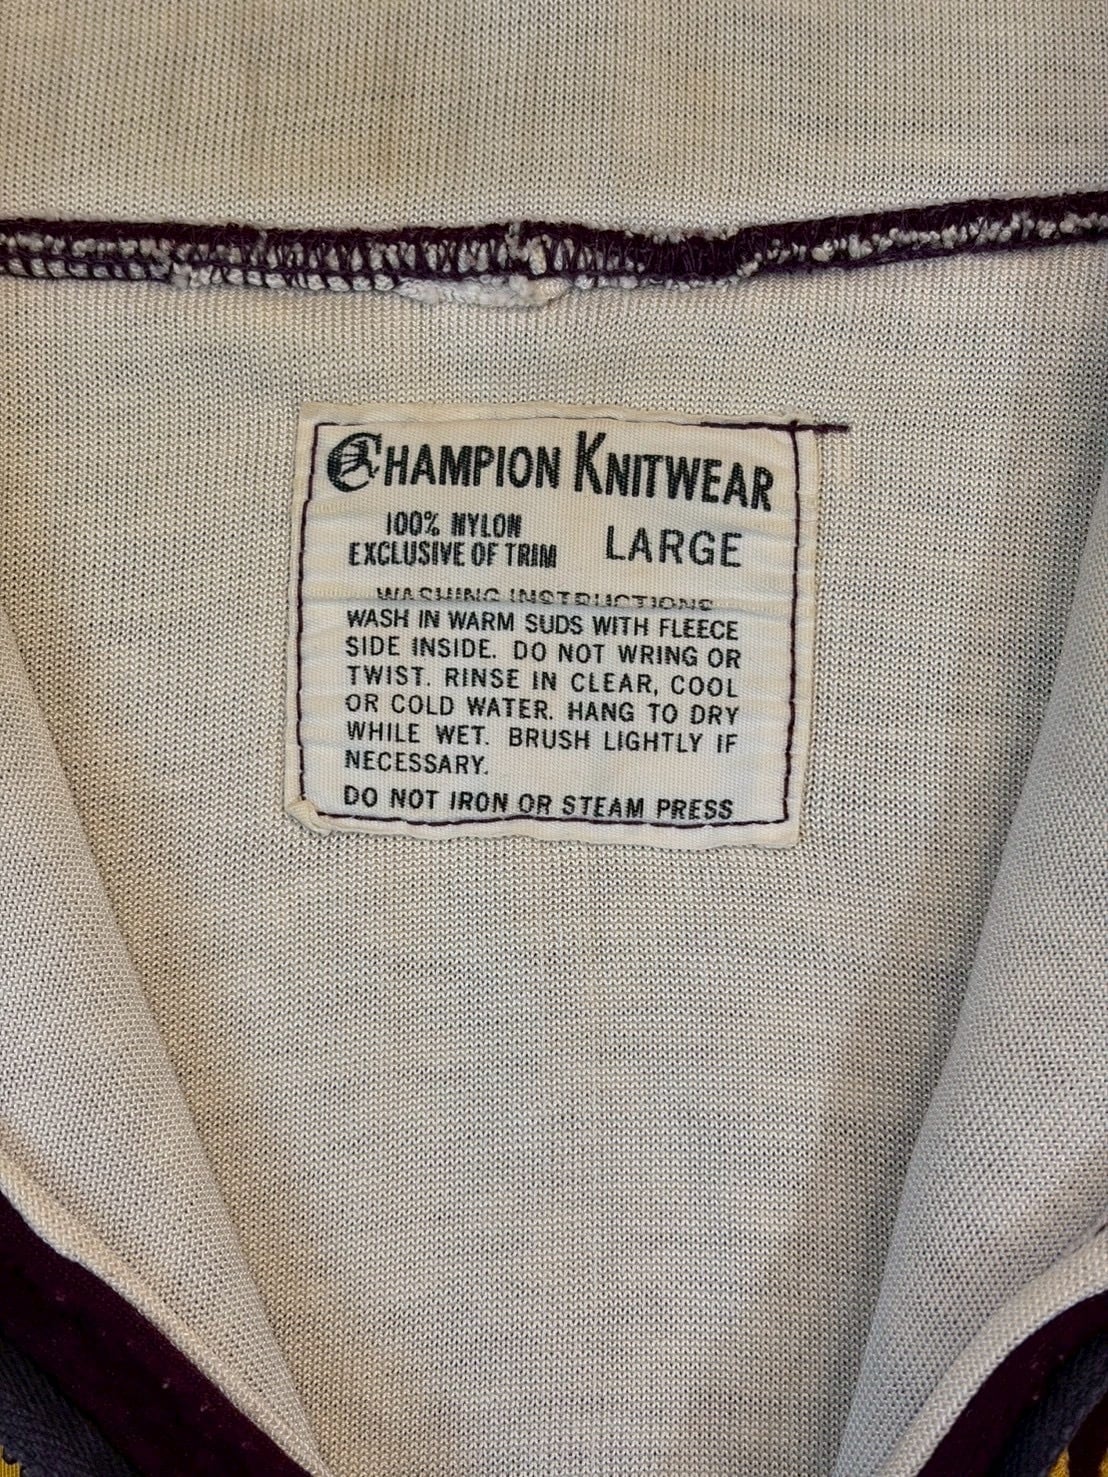 CHAMPION KNITWEAR
100% NYLON
EXCLUSIVE OF TRIM
LARGE
WASHING INSTRUCTIONS
WASH IN WARM SUDS WITH FLEECE
SIDE INSIDE. DO NOT WRING OR
TWIST. RINSE IN CLEAR, COOL
OR COLD WATER. HANG TO DRY
WHILE WET. BRUSH LIGHTLY IF
NECESSARY.
DO NOT IRON OR STEAM PRESS